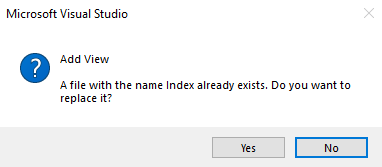 Microsoft Visual Studio
Add View
A file with the name Index already exists. Do you want to
replace it?
Yes
No